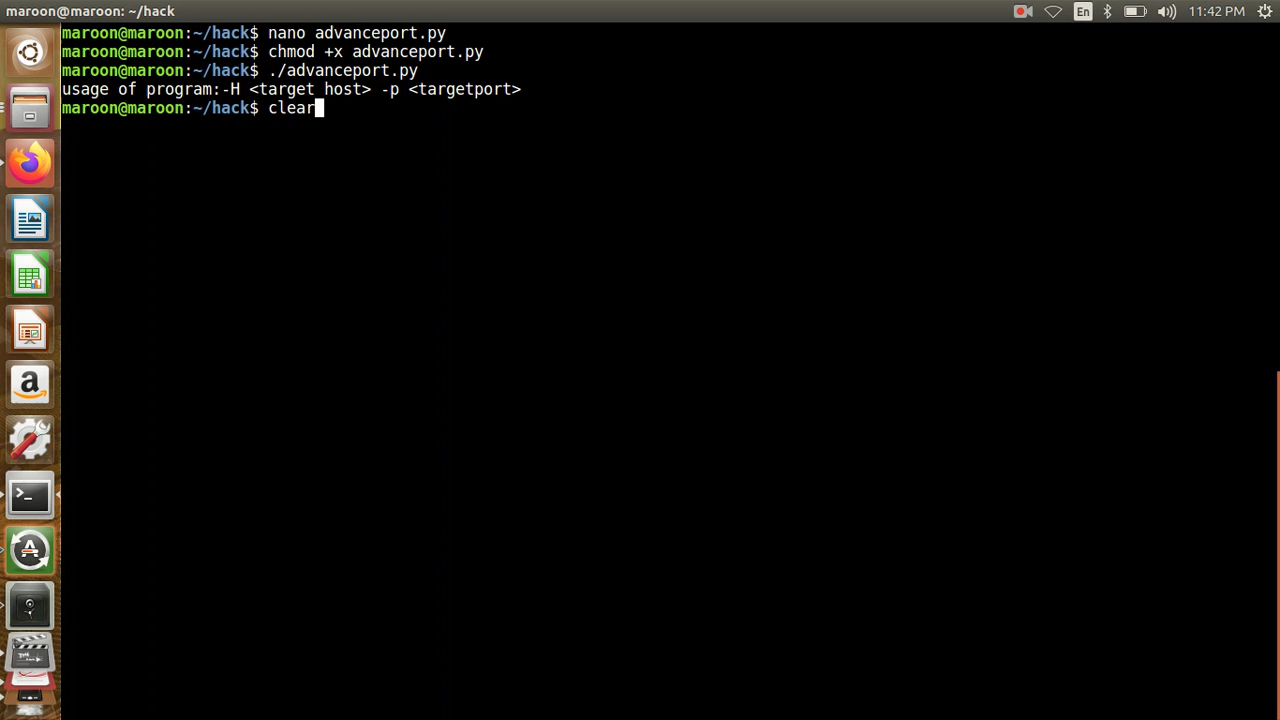 maroon@maroon: ~/hack
En
11:42 PM
maroon@maroon:~/hack$ nano advanceport.py
maroon@maroon:~/hack$ chmod +x advanceport.py
maroon@maroon:~/hack$ ./advanceport.py
usage of program:-H <target host> -p <targetport>
maroon@maroon:~/hack$ clear
a
>_
A